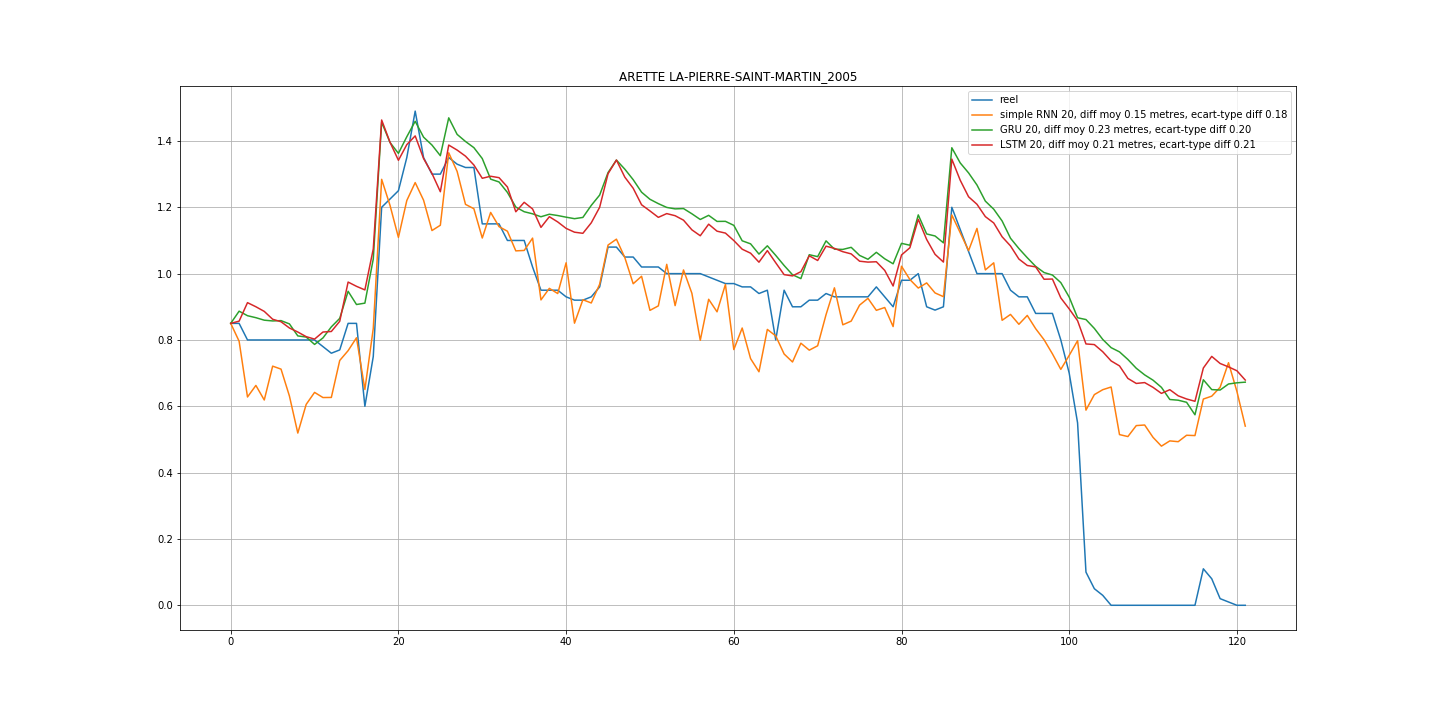 ARETTE LA-PIERRE-SAINT-MARTIN_2005
reel
simple RNN 20, diff moy 0.15 metres, ecart-type diff 0.18
GRU 20, diff moy 0.23 metres, ecart-type diff 0.20
LSTM 20, diff moy 0.21 metres, ecart-type diff 0.21
1.4
1.2
1.0
0.8
0.6
0.4
0.2
0.0
0 20 40 60 80 100 120